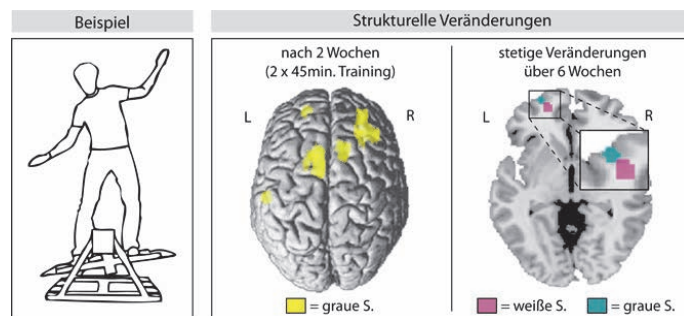 Beispiel
Strukturelle Veränderungen
nach 2 Wochen
(2 x 45min. Training)
stetige Veränderungen
über 6 Wochen
L
R
L
R
= graue S.
= weiße S.
= graue S.